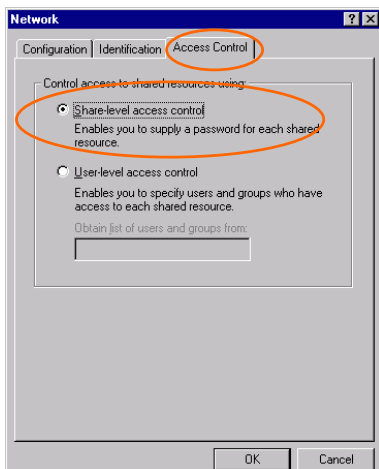 Network
Configuration Identification Access Control
Control access to shared resources using:
Share-level access control
Enables you to supply a password for each shared
resource.
User-level access control
Enables you to specify users and groups who have
access to each shared resource.
Obtain list of users and groups from:
OK Cancel